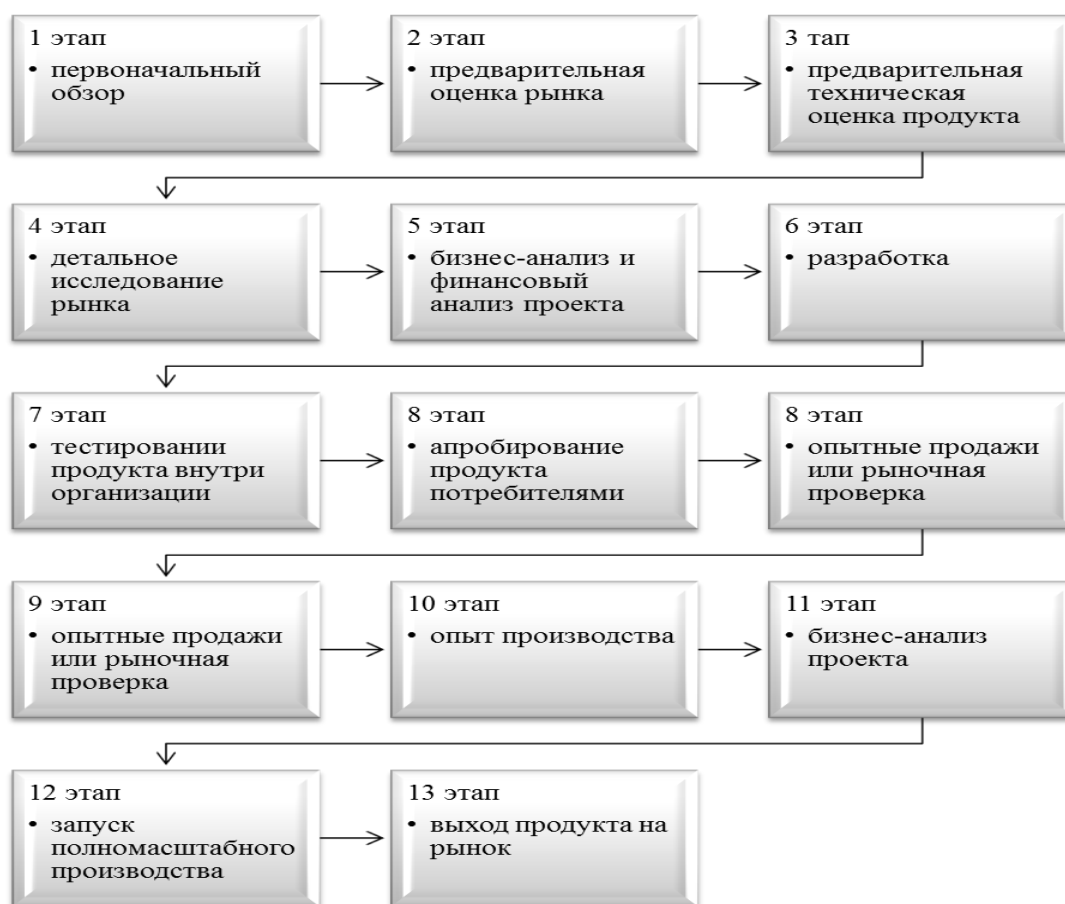 1 этап
• первоначальный
обзор
2 этап
• предварительная
оценка рынка
3 тап
• предварительная
техническая
оценка продукта
4 этап
• детальное
исследование
рынка
5 этап
• бизнес-анализ и
финансовый
анализ проекта
6 этап
• разработка
7 этап
• тестировании
продукта внутри
организации
8 этап
• апробирование
продукта
потребителями
8 этап
• опытные продажи
или рыночная
проверка
9 этап
• опытные продажи
или рыночная
проверка
10 этап
• опыт производства
11 этап
• бизнес-анализ
проекта
12 этап
• запуск
полномасштабного
производства
13 этап
• выход продукта на
рынок